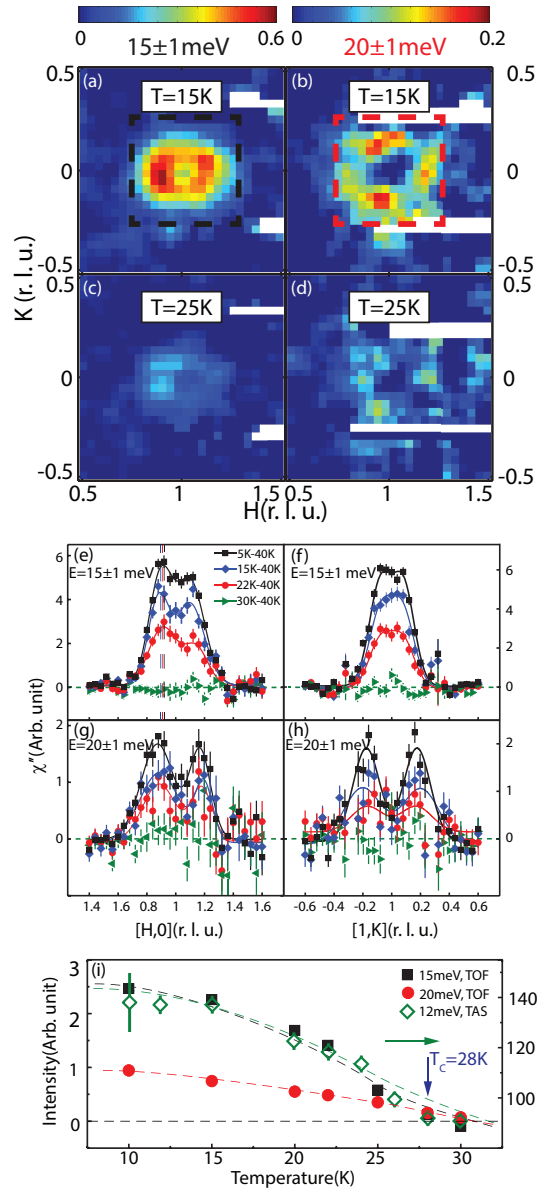 0 0.6 0 0.2
15±1meV 20±1meV
(a) T=15K (b) T=15K
0.5 0.5
0 0
-0.5 -0.5
(c) T=25K (d) T=25K
0.5 0.5
0 0
-0.5 -0.5
K (r. l. u.)
0.5 1 1.5 0.5 1 1.5
H(r. l. u.)
(e) (f)
E=15±1 meV E=15±1 meV
5K-40K
15K-40K
22K-40K
30K-40K
6 6
4 4
2 2
0 0
(g) (h)
E=20±1 meV E=20±1 meV
2 2
1 1
0 0
χ″(Arb. unit)
1.4 0.6 0.8 1 1.2 1.4 1.6 -0.6 -0.4 -0.2 0 0.2 0.4 0.6
[H,0](r. l. u.) [1,K](r. l. u.)
(i)
15meV, TOF
20meV, TOF
12meV, TAS
TC=28K
3
2
1
0
140
120
100
Intensity(Arb. unit)
10 15 20 25 30
Temperature(K)